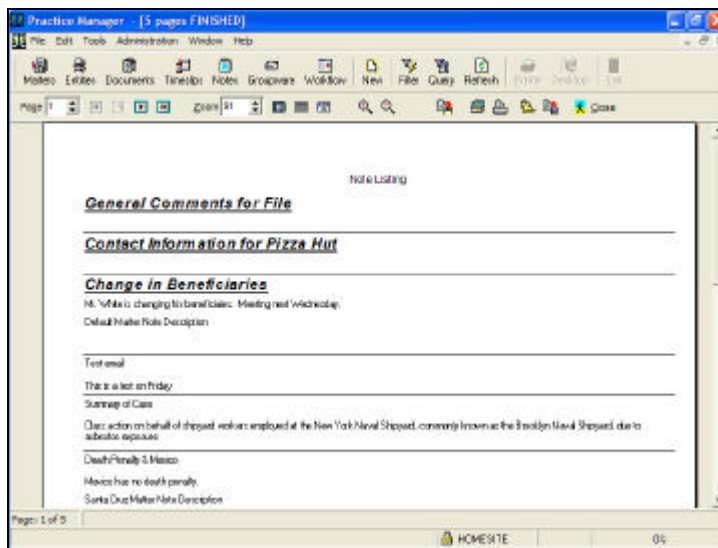 Practice Manager - [5 pages FINISHED]
File Edit Tools Administration Window Help
Matters Entities Documents Timeslips Notes Groupware Workflow New Filter Query Refresh
Page 1 Zoom 91 Close
Note Listing
General Comments for File
Contact Information for Pizza Hut
Change in Beneficiaries
Mr. White is changing his beneficiaries. Meeting next Wednesday.
Default Matter Note Description
Test email
This is a test on Friday
Summary of Case
Class action on behalf of shipyard workers employed at the New York Naval Shipyard, commonly known as the Brooklyn Naval Shipyard, due to
asbestos exposure
Death Penalty & Mexico
Mexico has no death penalty.
Santa Cruz Matter Note Description
Page: 1 of 5
HOMESITE 0%